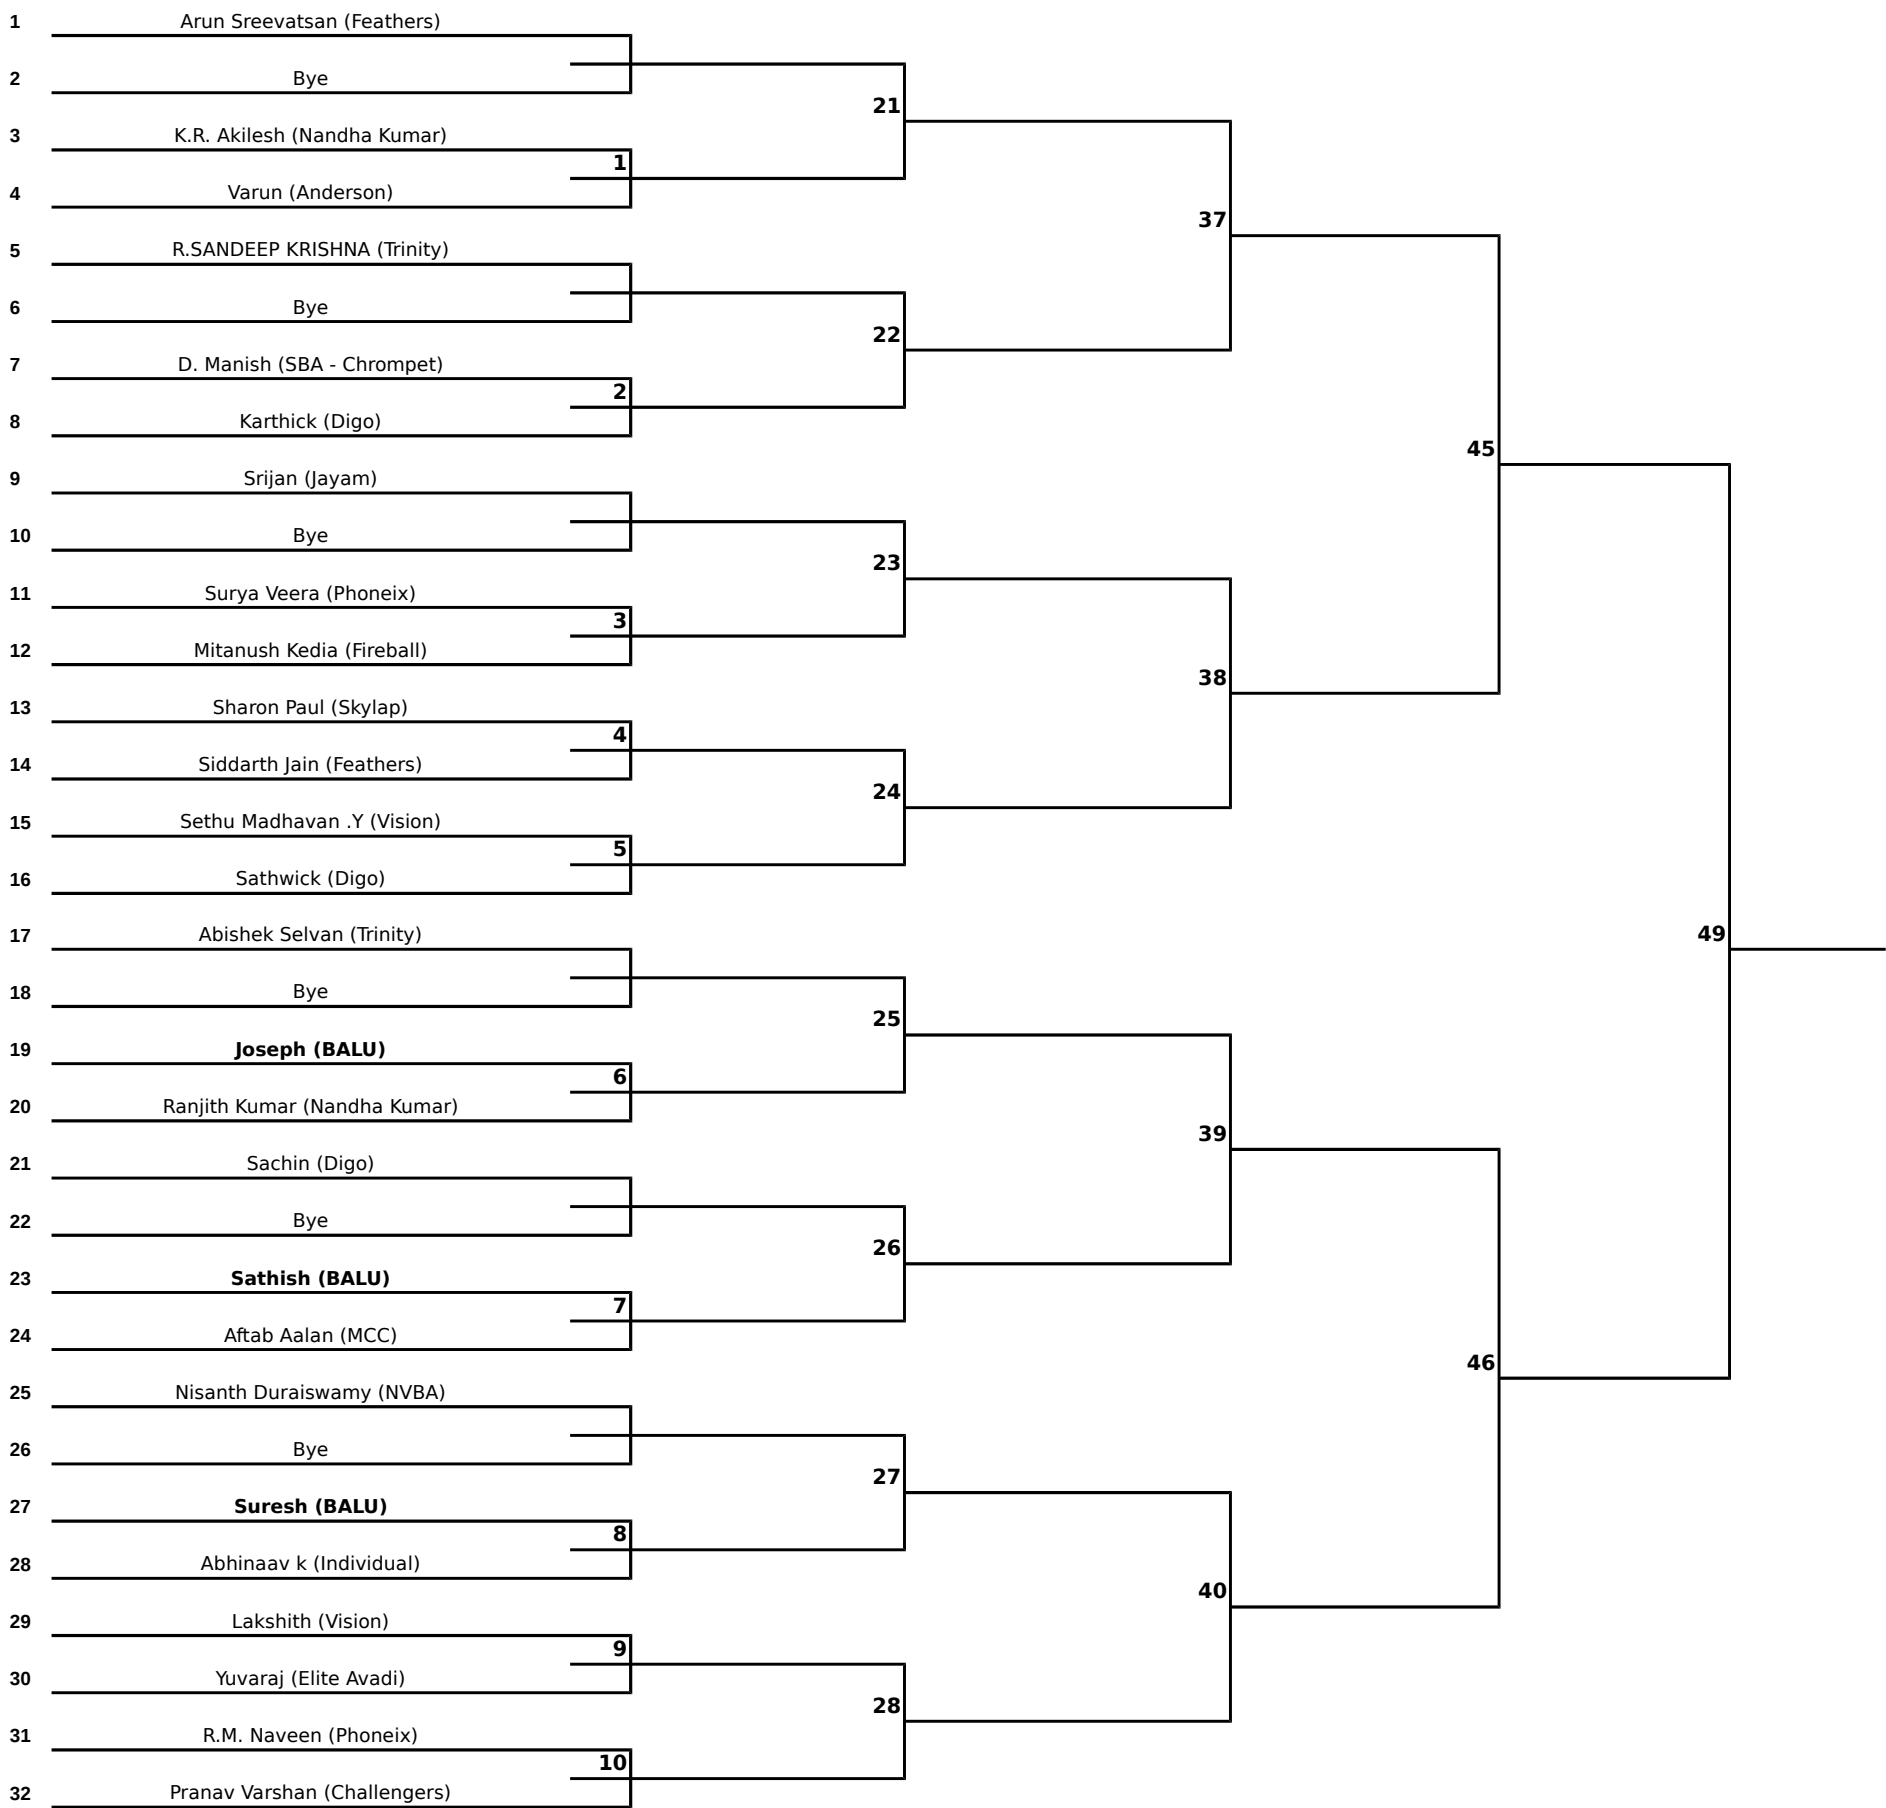 1 Arun Sreevatsan (Feathers)
2 Bye
21
3 K.R. Akilesh (Nandha Kumar)
1
4 Varun (Anderson)
37
5 R.SANDEEP KRISHNA (Trinity)
6 Bye
22
7 D. Manish (SBA - Chrompet)
2
8 Karthick (Digo)
45
9 Srijan (Jayam)
10 Bye
23
11 Surya Veera (Phoneix)
3
12 Mitanush Kedia (Fireball)
38
13 Sharon Paul (Skylap)
4
14 Siddarth Jain (Feathers)
24
15 Sethu Madhavan .Y (Vision)
5
16 Sathwick (Digo)
49
17 Abishek Selvan (Trinity)
18 Bye
25
19 Joseph (BALU)
6
20 Ranjith Kumar (Nandha Kumar)
39
21 Sachin (Digo)
22 Bye
26
23 Sathish (BALU)
7
24 Aftab Aalan (MCC)
46
25 Nisanth Duraiswamy (NVBA)
26 Bye
27
27 Suresh (BALU)
8
28 Abhinaav k (Individual)
40
29 Lakshith (Vision)
9
30 Yuvaraj (Elite Avadi)
28
31 R.M. Naveen (Phoneix)
10
32 Pranav Varshan (Challengers)